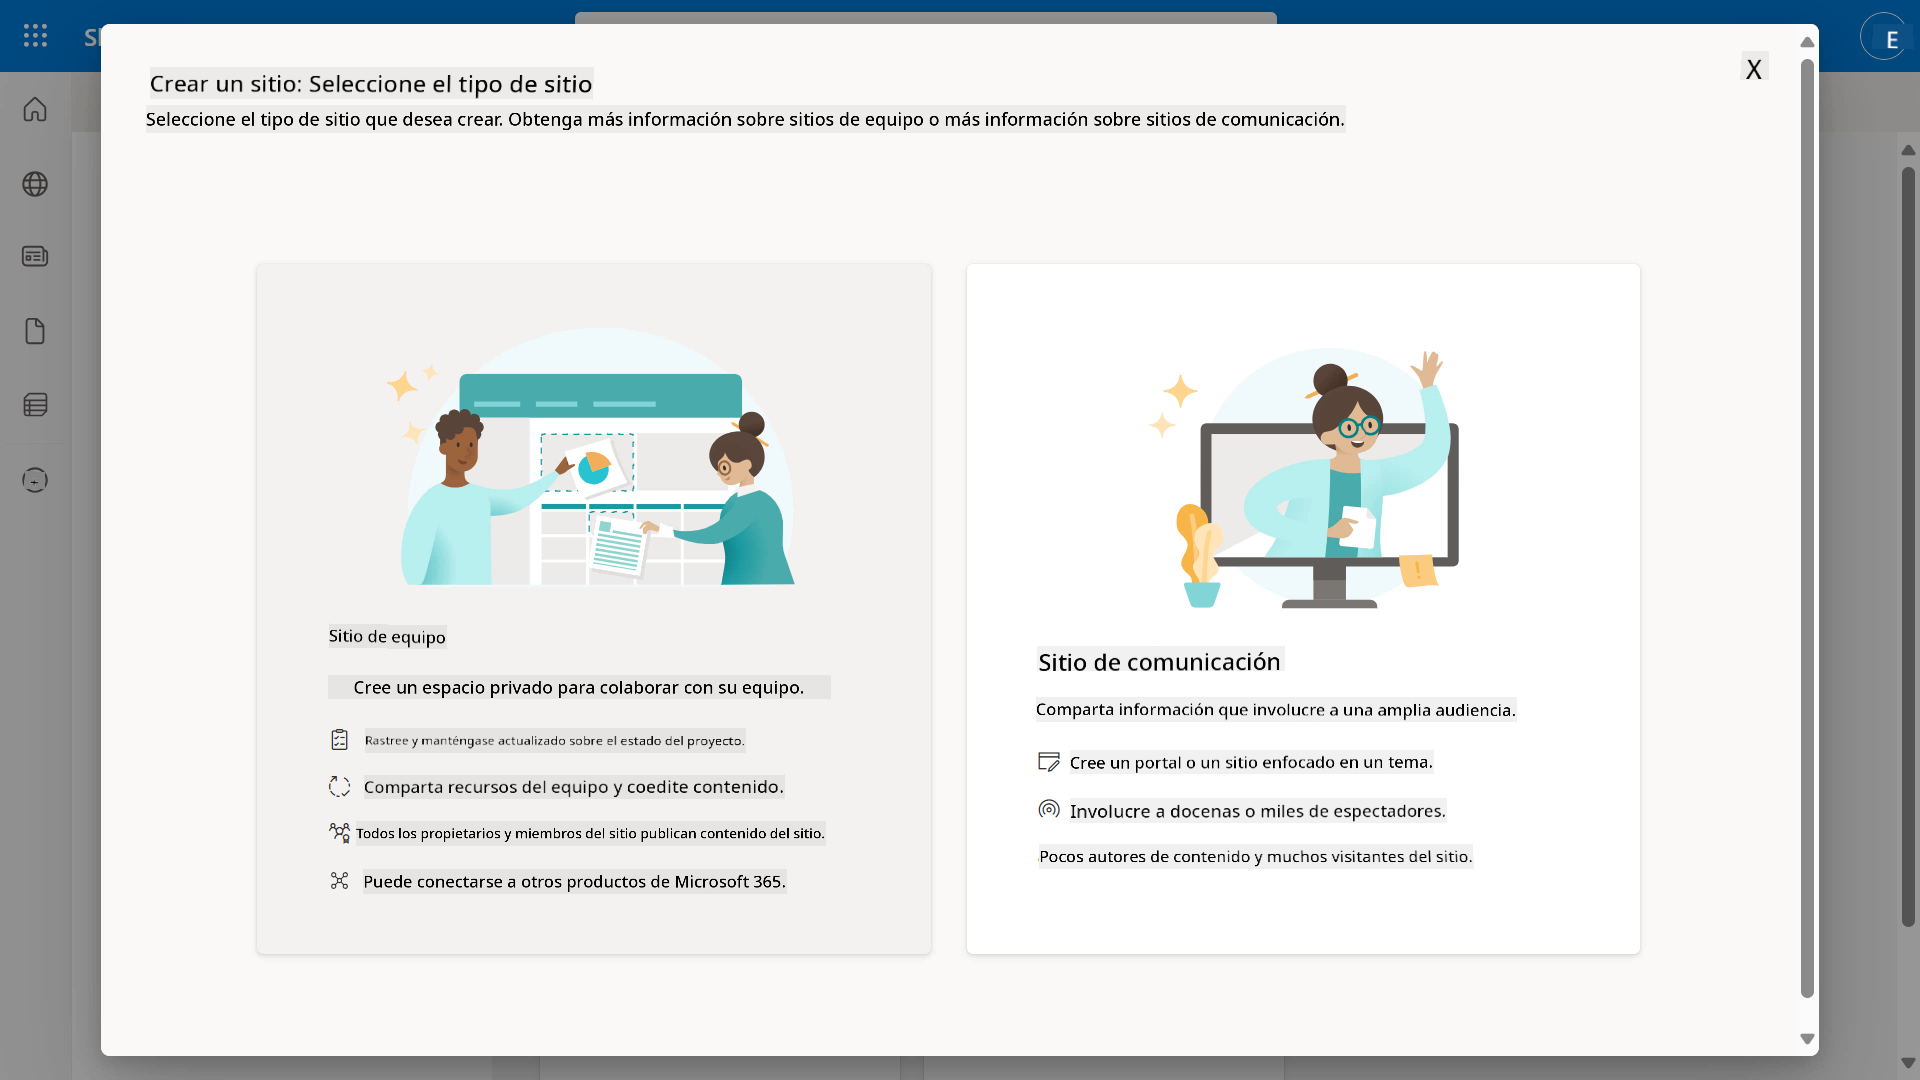 E
X
Crear un sitio: Seleccione el tipo de sitio
Seleccione el tipo de sitio que desea crear. Obtenga más información sobre sitios de equipo o más información sobre sitios de comunicación.
Sitio de equipo
Cree un espacio privado para colaborar con su equipo.
Rastree y manténgase actualizado sobre el estado del proyecto.
Comparta recursos del equipo y coedite contenido.
Todos los propietarios y miembros del sitio publican contenido del sitio.
Puede conectarse a otros productos de Microsoft 365.
Sitio de comunicación
Comparta información que involucre a una amplia audiencia.
Cree un portal o un sitio enfocado en un tema.
Involucre a docenas o miles de espectadores.
Pocos autores de contenido y muchos visitantes del sitio.